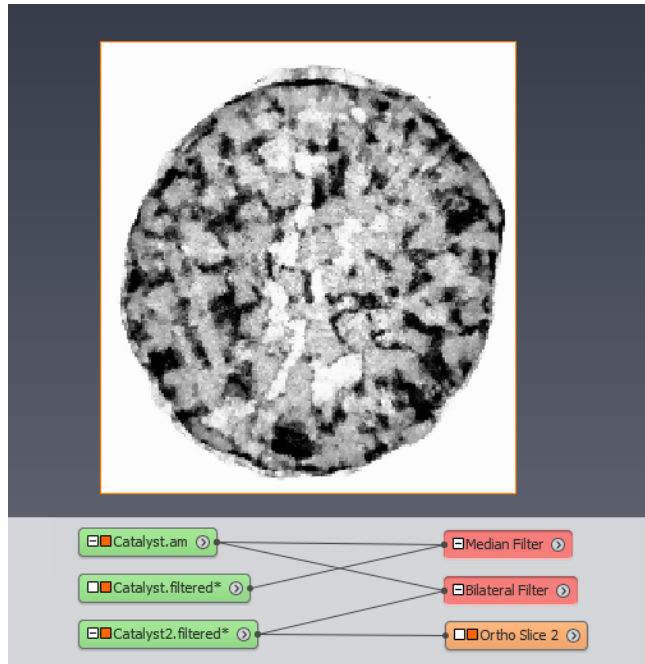 Catalyst.am
Median Filter
Catalyst.filtered*
Bilateral Filter
Catalyst2.filtered*
Ortho Slice 2